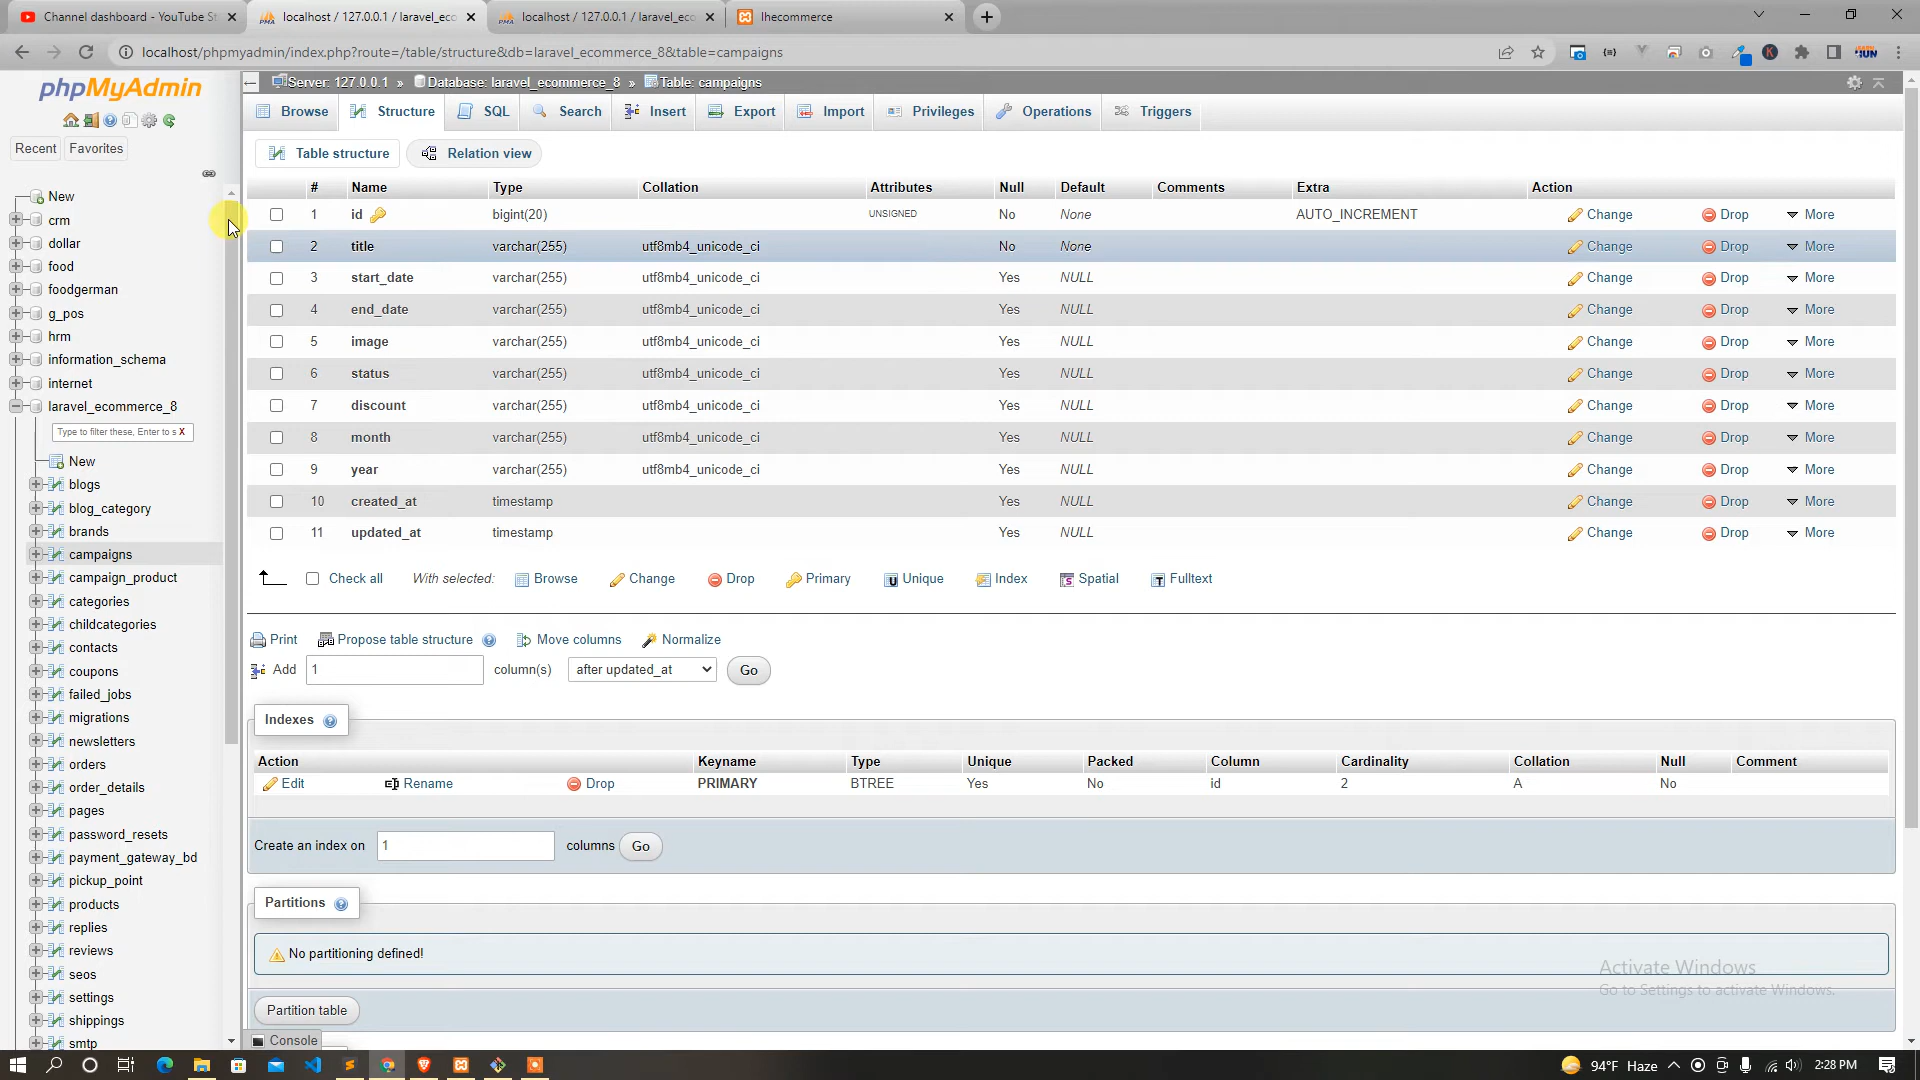 Channel dashboard - YouTube St
localhost / 127.0.0.1 / laravel_eco
localhost / 127.0.0.1 / laravel_eco
lhecommerce
localhost/phpmyadmin/index.php?route=/table/structure&db=laravel_ecommerce_8&table=campaigns
phpMyAdmin
Recent
Favorites
New
crm
dollar
food
foodgerman
g_pos
hrm
information_schema
internet
laravel_ecommerce_8
Type to filter these, Enter to s X
New
blogs
blog_category
brands
campaigns
campaign_product
categories
childcategories
contacts
coupons
failed_jobs
migrations
newsletters
orders
order_details
pages
password_resets
payment_gateway_bd
pickup_point
products
replies
reviews
seos
settings
shippings
smtp
Server: 127.0.0.1 » Database: laravel_ecommerce_8 » Table: campaigns
Browse Structure SQL Search Insert Export Import Privileges Operations Triggers
Table structure Relation view
# Name Type Collation Attributes Null Default Comments Extra Action
1 id bigint(20) UNSIGNED No None AUTO_INCREMENT Change Drop More
2 title varchar(255) utf8mb4_unicode_ci No None Change Drop More
3 start_date varchar(255) utf8mb4_unicode_ci Yes NULL Change Drop More
4 end_date varchar(255) utf8mb4_unicode_ci Yes NULL Change Drop More
5 image varchar(255) utf8mb4_unicode_ci Yes NULL Change Drop More
6 status varchar(255) utf8mb4_unicode_ci Yes NULL Change Drop More
7 discount varchar(255) utf8mb4_unicode_ci Yes NULL Change Drop More
8 month varchar(255) utf8mb4_unicode_ci Yes NULL Change Drop More
9 year varchar(255) utf8mb4_unicode_ci Yes NULL Change Drop More
10 created_at timestamp Yes NULL Change Drop More
11 updated_at timestamp Yes NULL Change Drop More
Check all With selected: Browse Change Drop Primary Unique Index Spatial Fulltext
Print Propose table structure Move columns Normalize
Add 1 column(s) after updated_at Go
Indexes
Action Keyname Type Unique Packed Column Cardinality Collation Null Comment
Edit Rename Drop PRIMARY BTREE Yes No id 2 A No
Create an index on 1 columns Go
Partitions
No partitioning defined!
Partition table
Console
Activate Windows
Go to Settings to activate Windows.
94°F Haze
2:28 PM